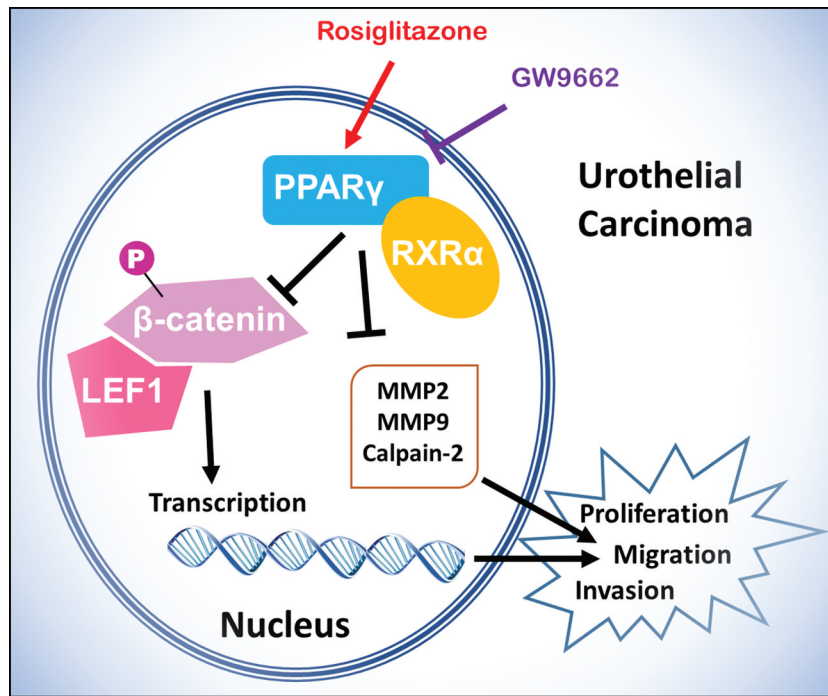 Rosiglitazone
GW9662
Urothelial
Carcinoma
PPARγ
RXRα
P
β-catenin
LEF1
MMP2
MMP9
Calpain-2
Transcription
Proliferation
Migration
Invasion
Nucleus